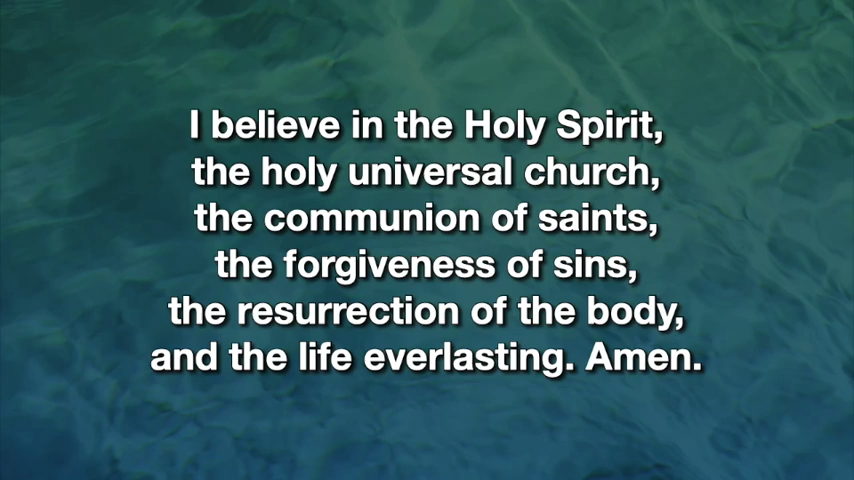 I believe in the Holy Spirit,
the holy universal church,
the communion of saints,
the forgiveness of sins,
the resurrection of the body,
and the life everlasting. Amen.